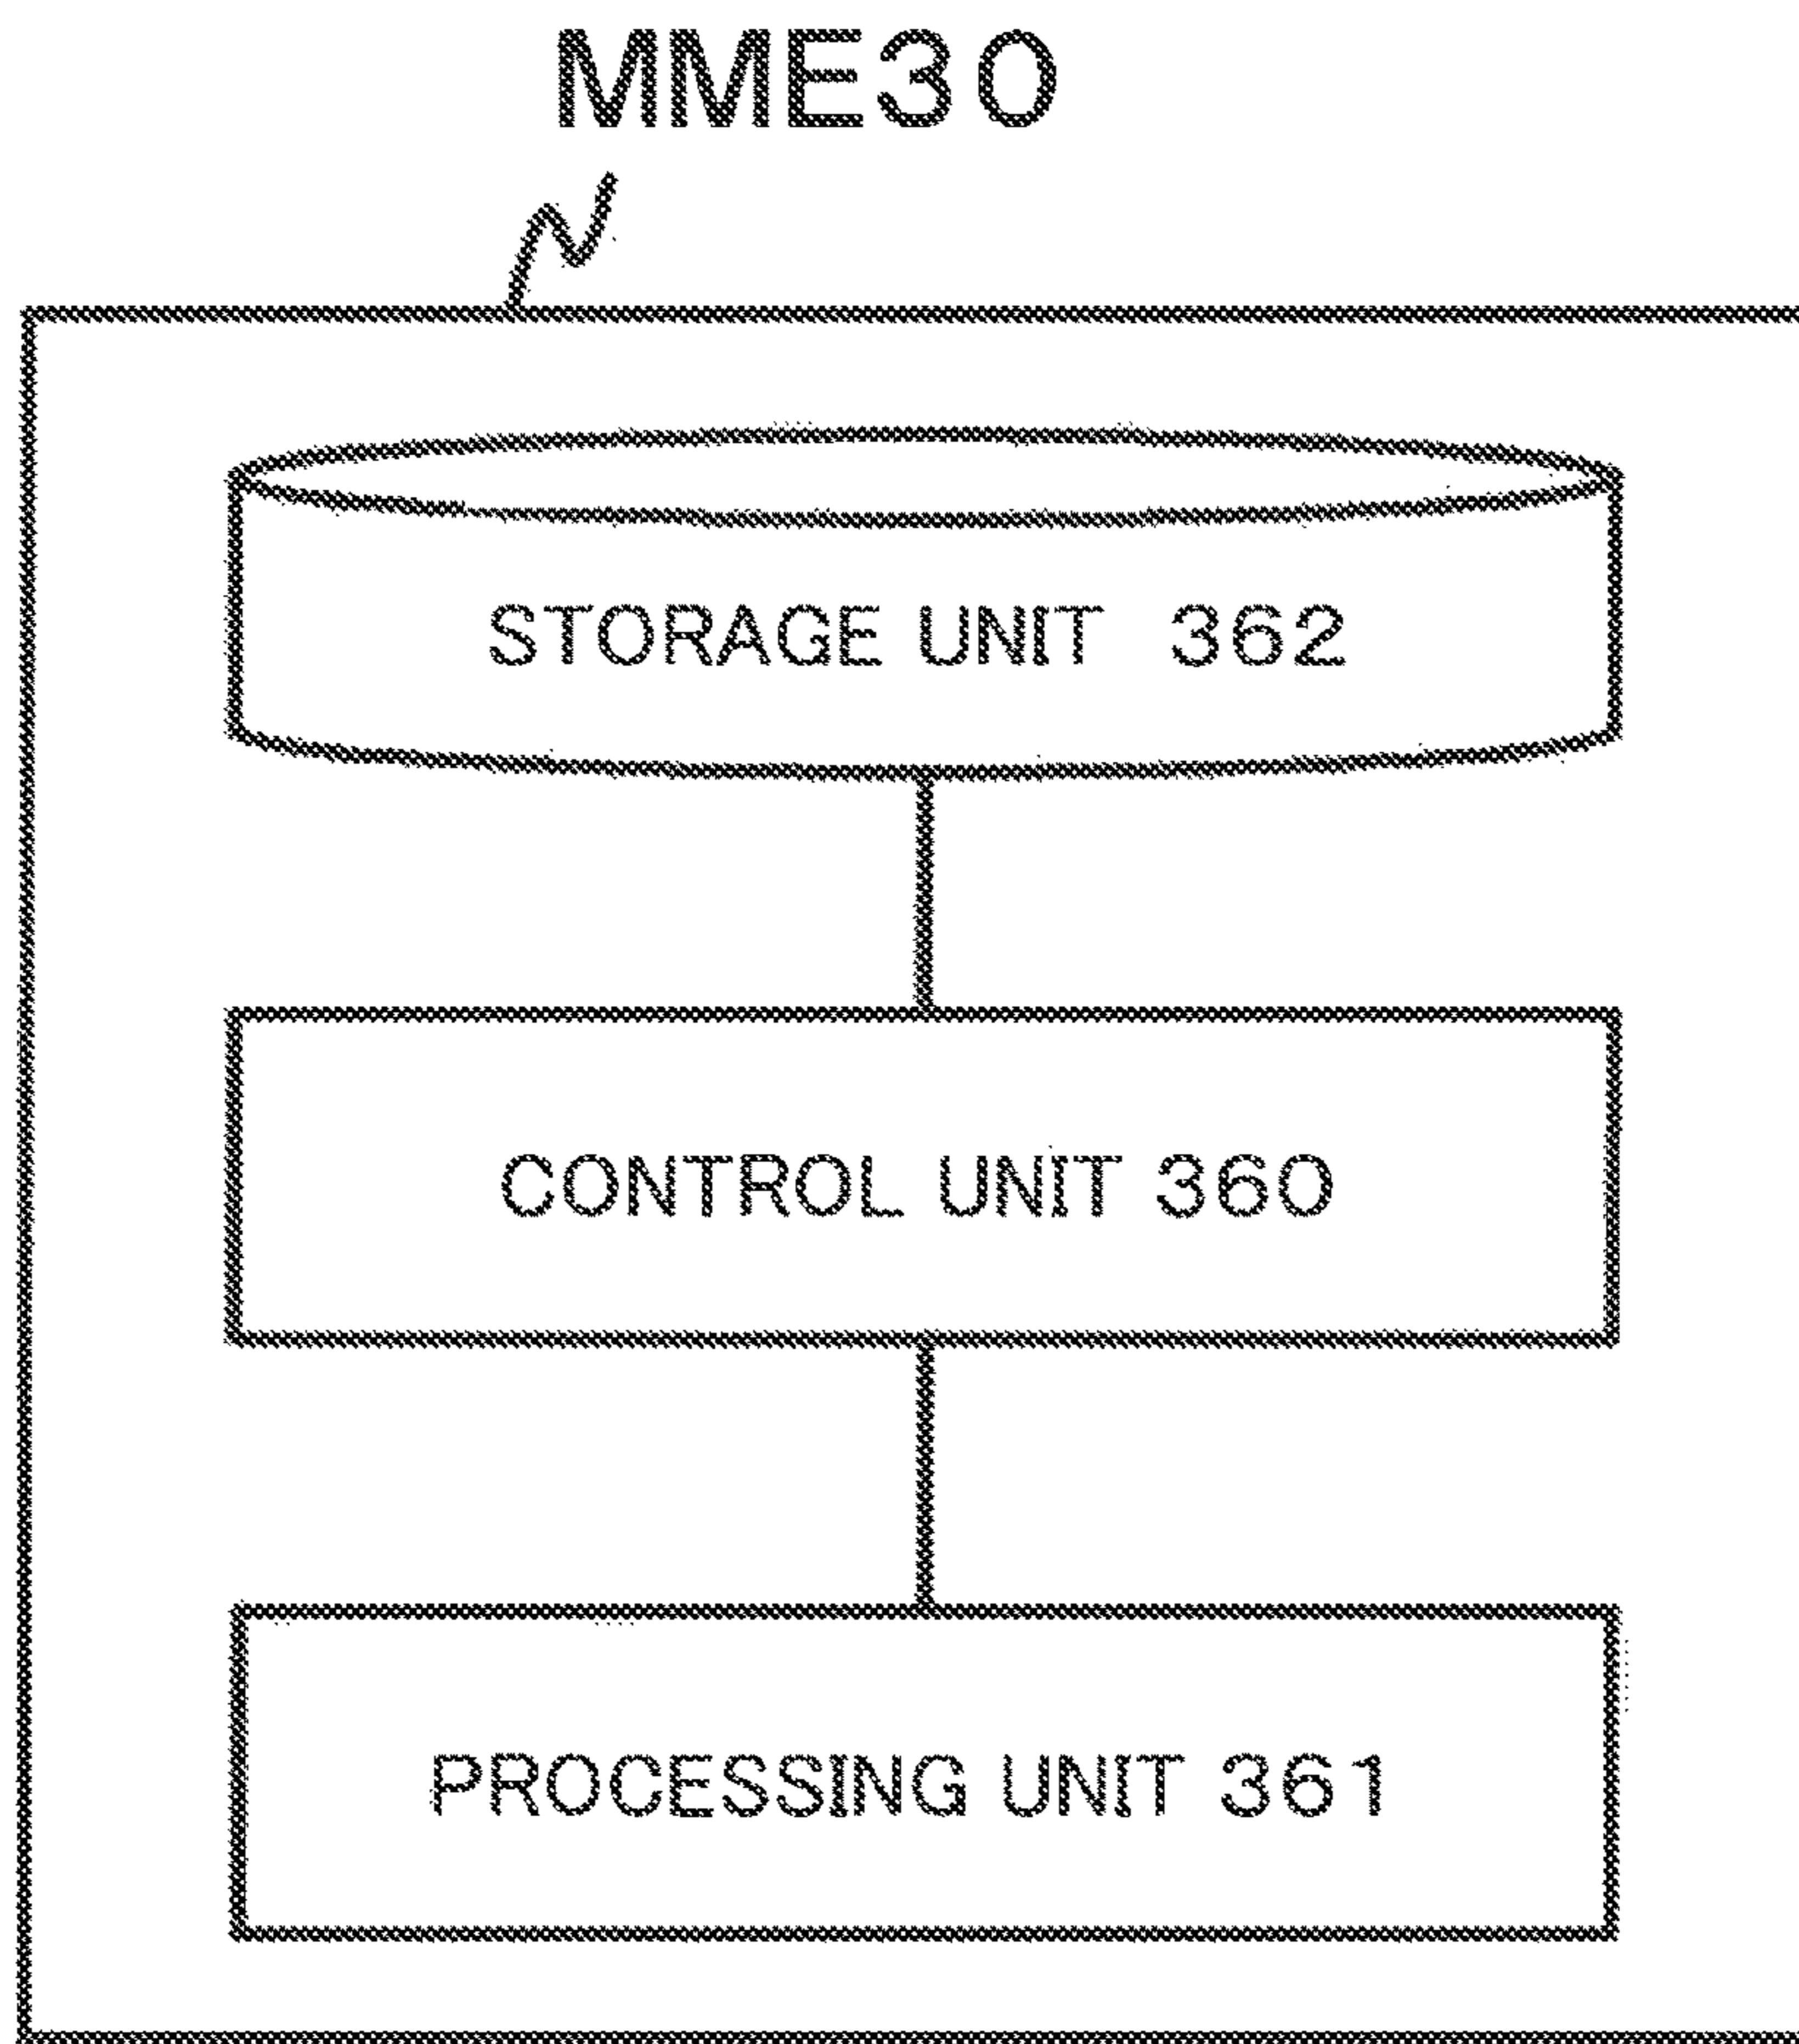 MME30
STORAGE UNIT 362
CONTROL UNIT 360
PROCESSING UNIT 361